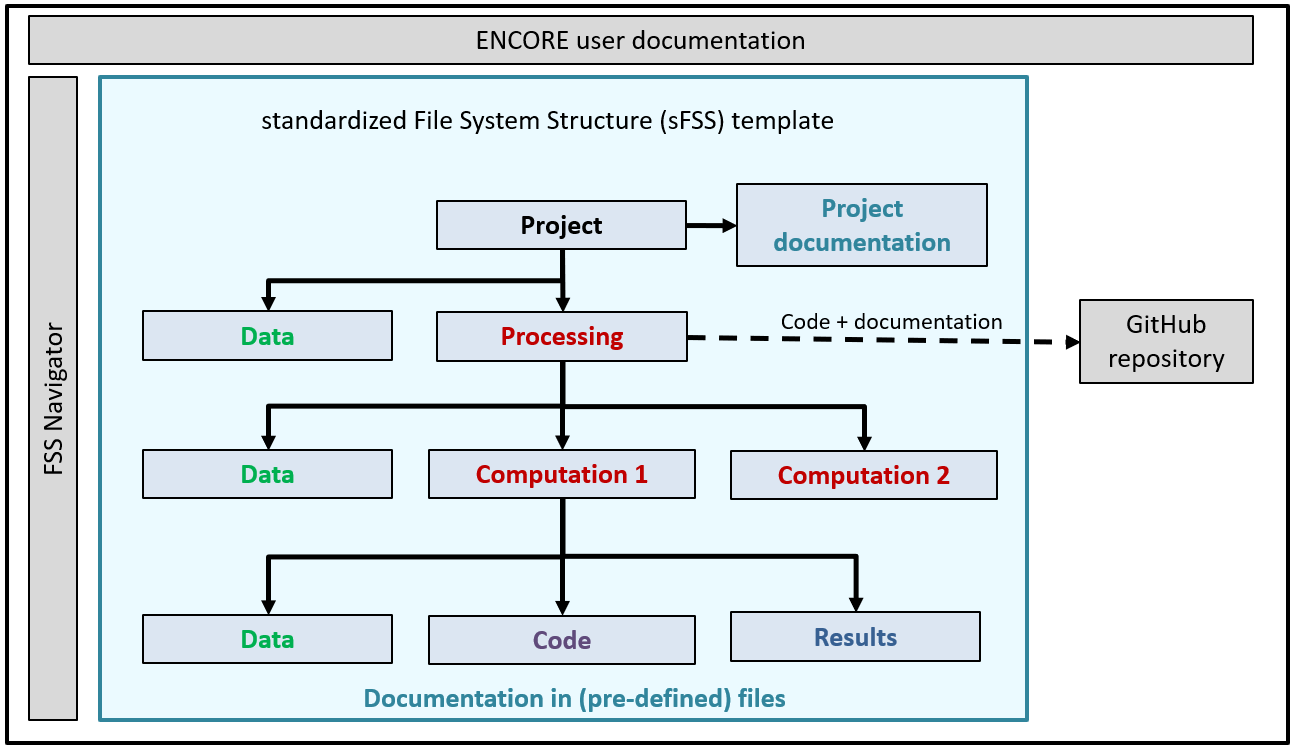 ENCORE user documentation
FSS Navigator
standardized File System Structure (sFSS) template
Project
Project
documentation
Data
Processing
Code + documentation
GitHub
repository
Data
Computation 1
Computation 2
Data
Code
Results
Documentation in (pre-defined) files